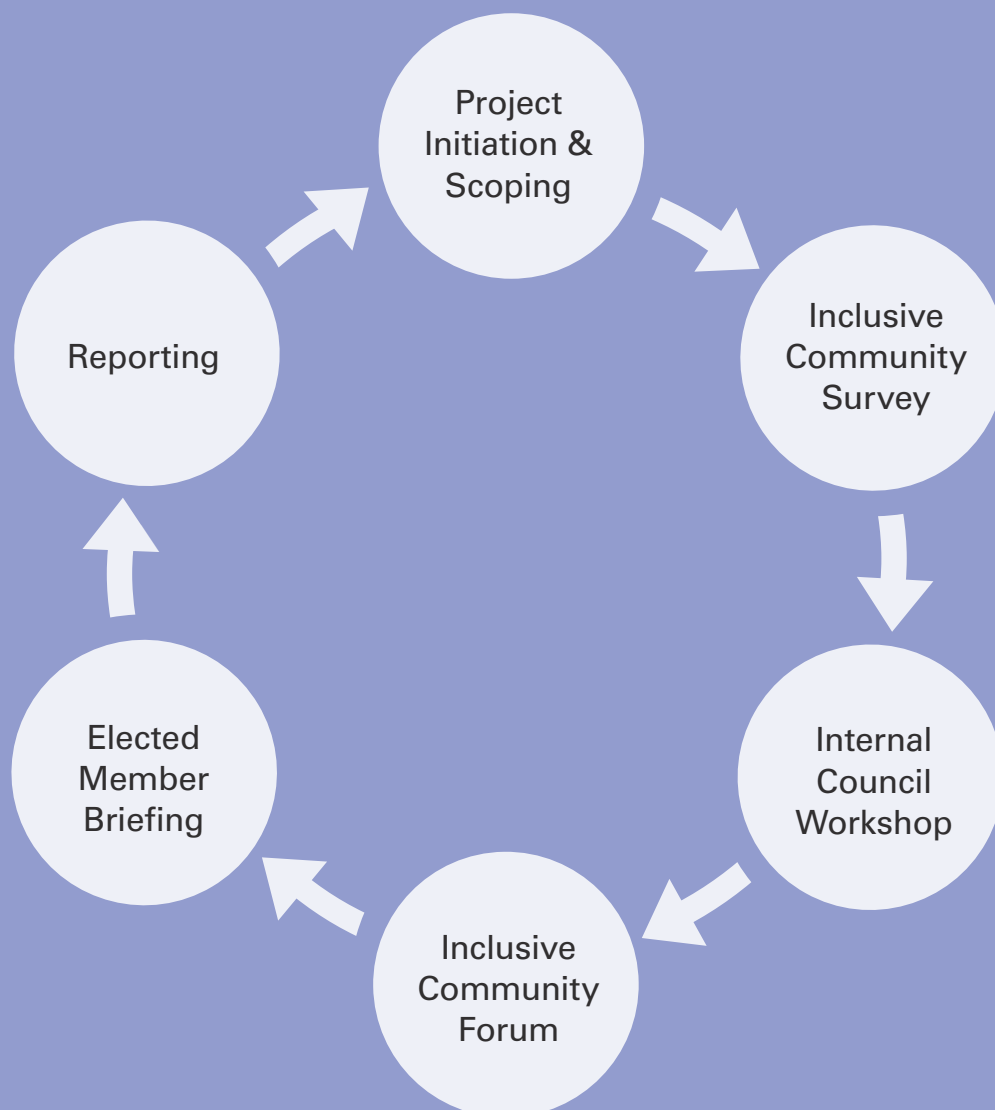 Project
Initiation &
Scoping
Inclusive
Community
Survey
Internal
Council
Workshop
Inclusive
Community
Forum
Elected
Member
Briefing
Reporting